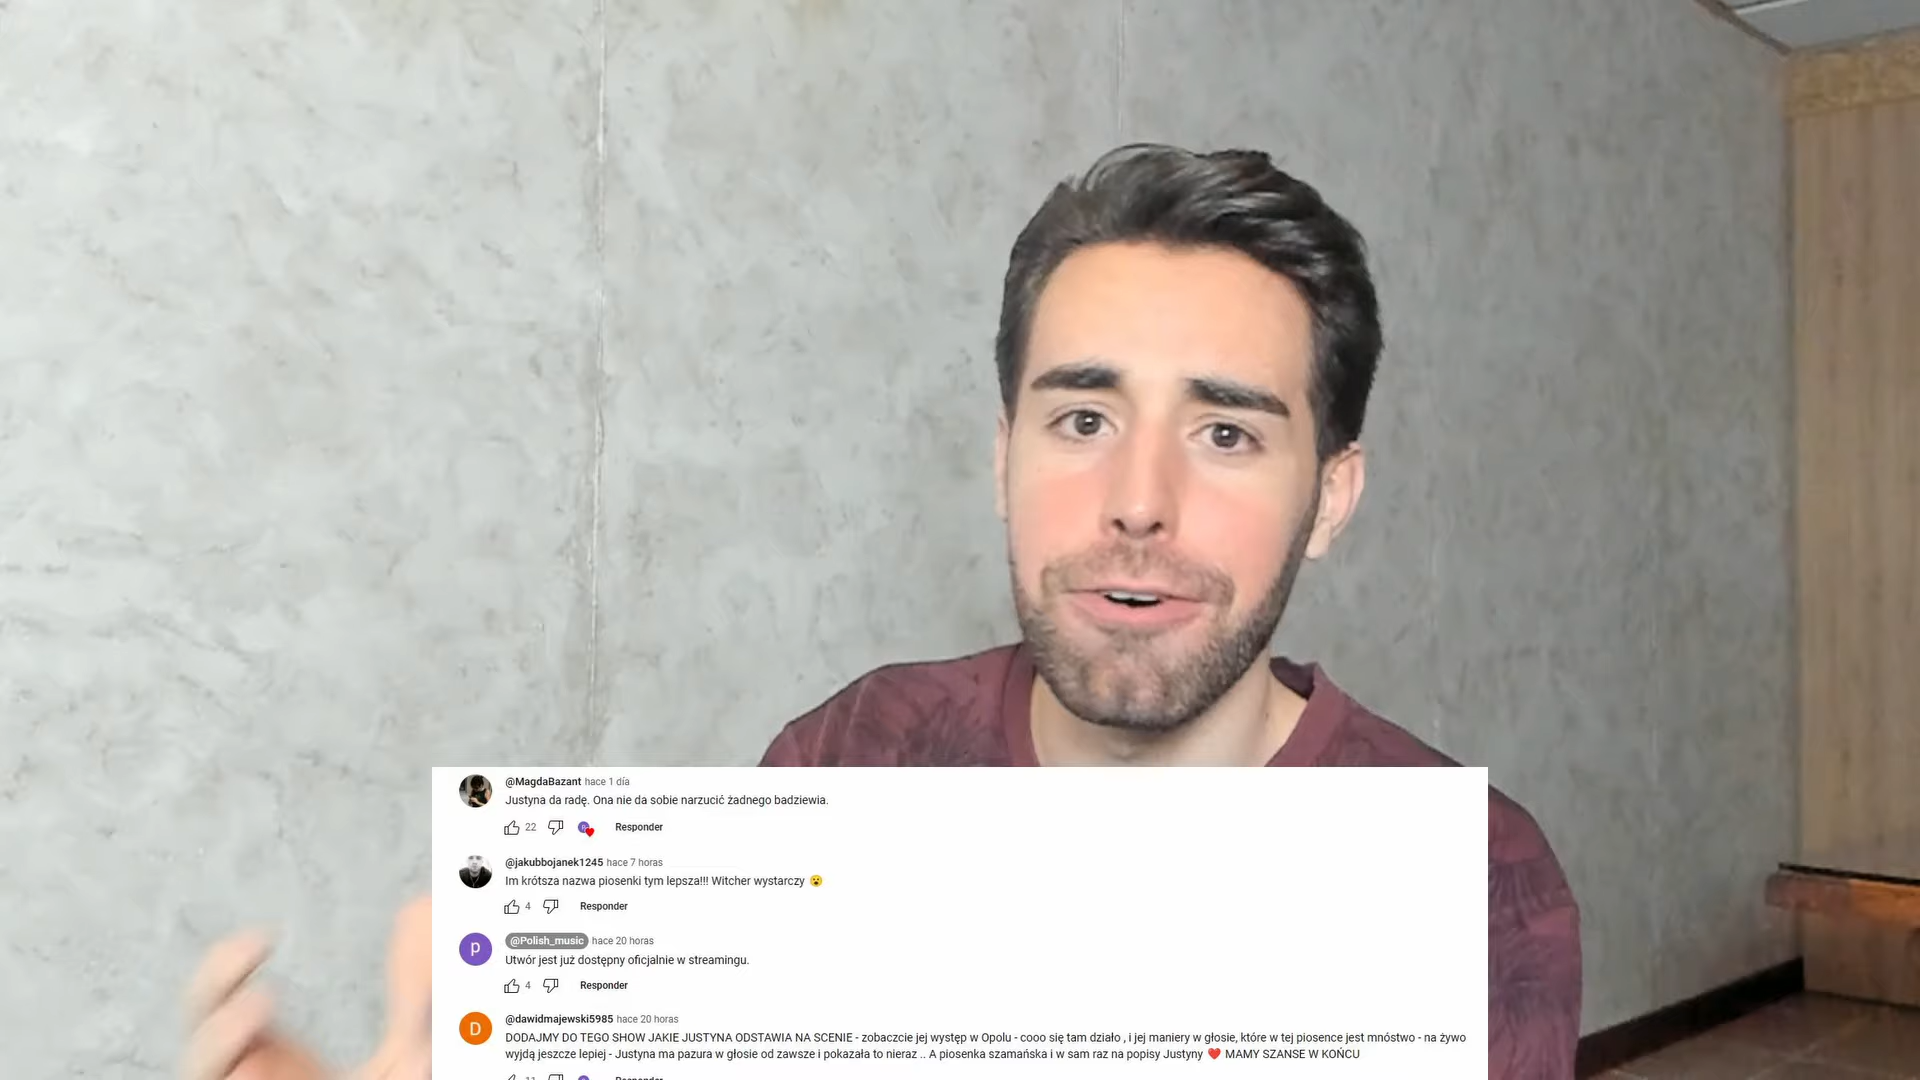 @MagdaBazant hace 1 día
Justyna da radę. Ona nie da sobie narzucić żadnego badziewia.
22 Responder
@jakubbojanek1245 hace 7 horas
Im krótsza nazwa piosenki tym lepsza!!! Witcher wystarczy 😮
4 Responder
P
@Polish_music hace 20 horas
Utwór jest już dostępny oficjalnie w streamingu.
4 Responder
D
@dawidmajewski5985 hace 20 horas
DODAJMY DO TEGO SHOW JAKIE JUSTYNA ODSTAWIA NA SCENIE - zobaczcie jej występ w Opolu - cooo się tam działo , i jej maniery w głosie, które w tej piosence jest mnóstwo - na żywo
wyjdą jeszcze lepiej - Justyna ma pazura w głosie od zawsze i pokazała to nieraz .. A piosenka szamańska i w sam raz na popisy Justyny ❤️ MAMY SZANSE W KOŃCU
11 Responder